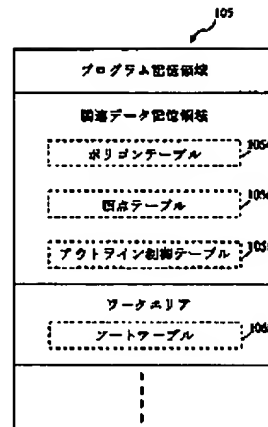 105
プログラム記憶領域
関連データ記憶領域
ポリゴンテーブル
頂点テーブル
アウトライン制御テーブル
ワークエリア
ソートテーブル